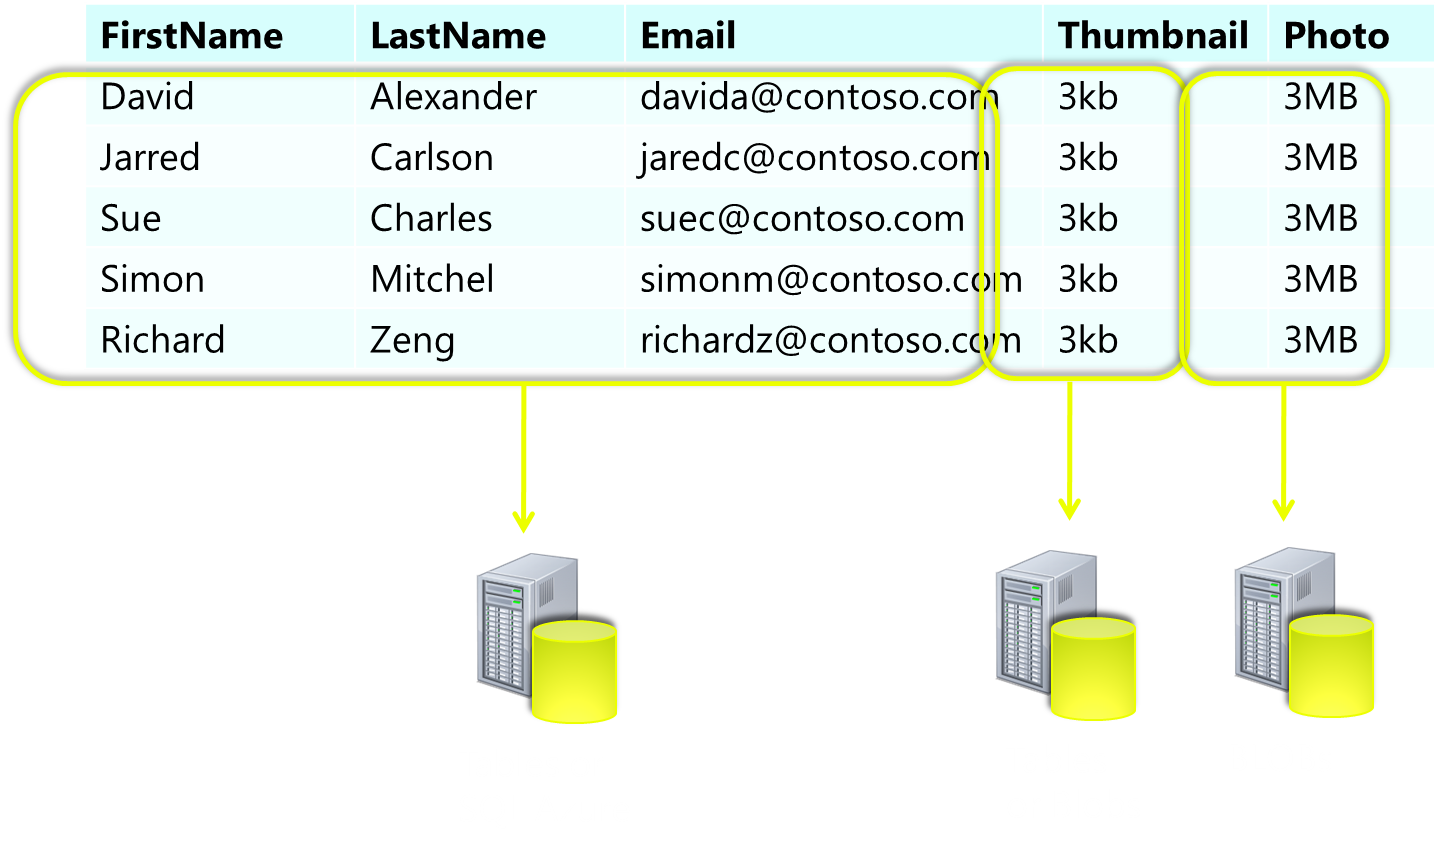 FirstName LastName Email Thumbnail Photo
David Alexander davida@contoso.com 3kb 3MB
Jarred Carlson jaredc@contoso.com 3kb 3MB
Sue Charles suec@contoso.com 3kb 3MB
Simon Mitchel simonm@contoso.com 3kb 3MB
Richard Zeng richardz@contoso.com 3kb 3MB